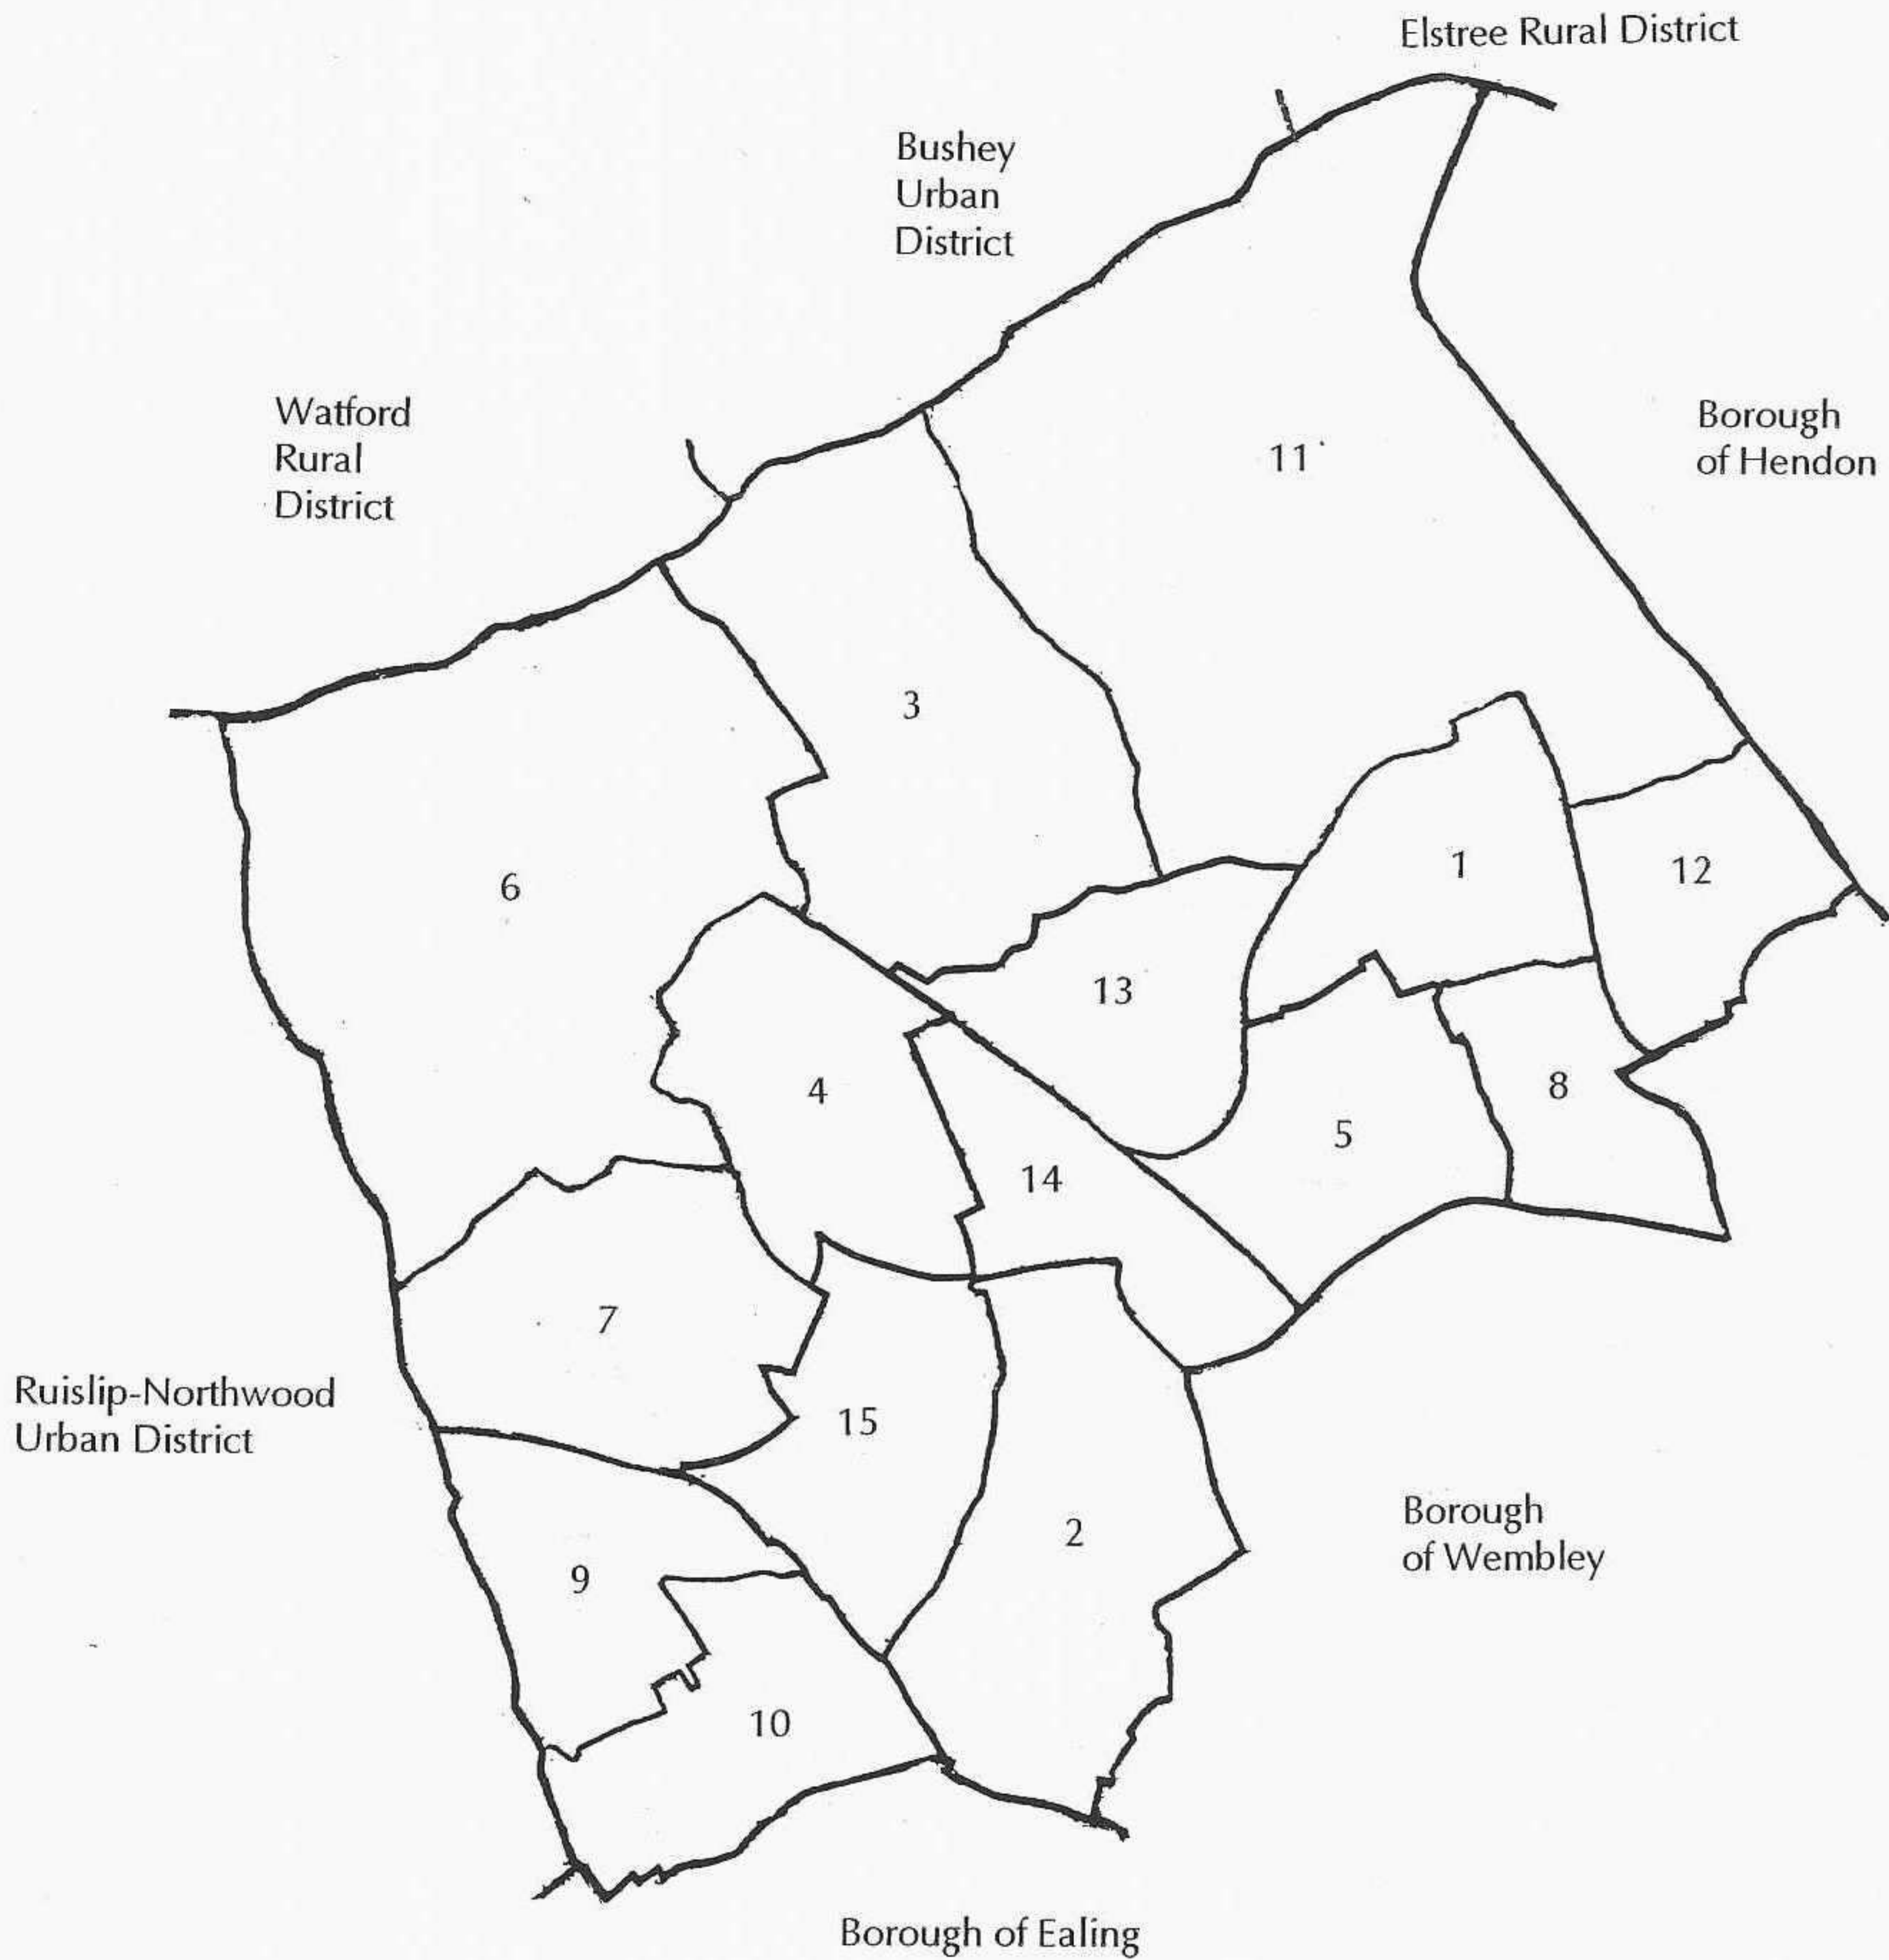 Elstree Rural District
Bushey
Urban
District
Watford
Rural
District
Borough
of Hendon
11
3
6
1
12
13
4
8
5
14
7
Ruislip-Northwood
Urban District
15
2
Borough
of Wembley
9
10
Borough of Ealing